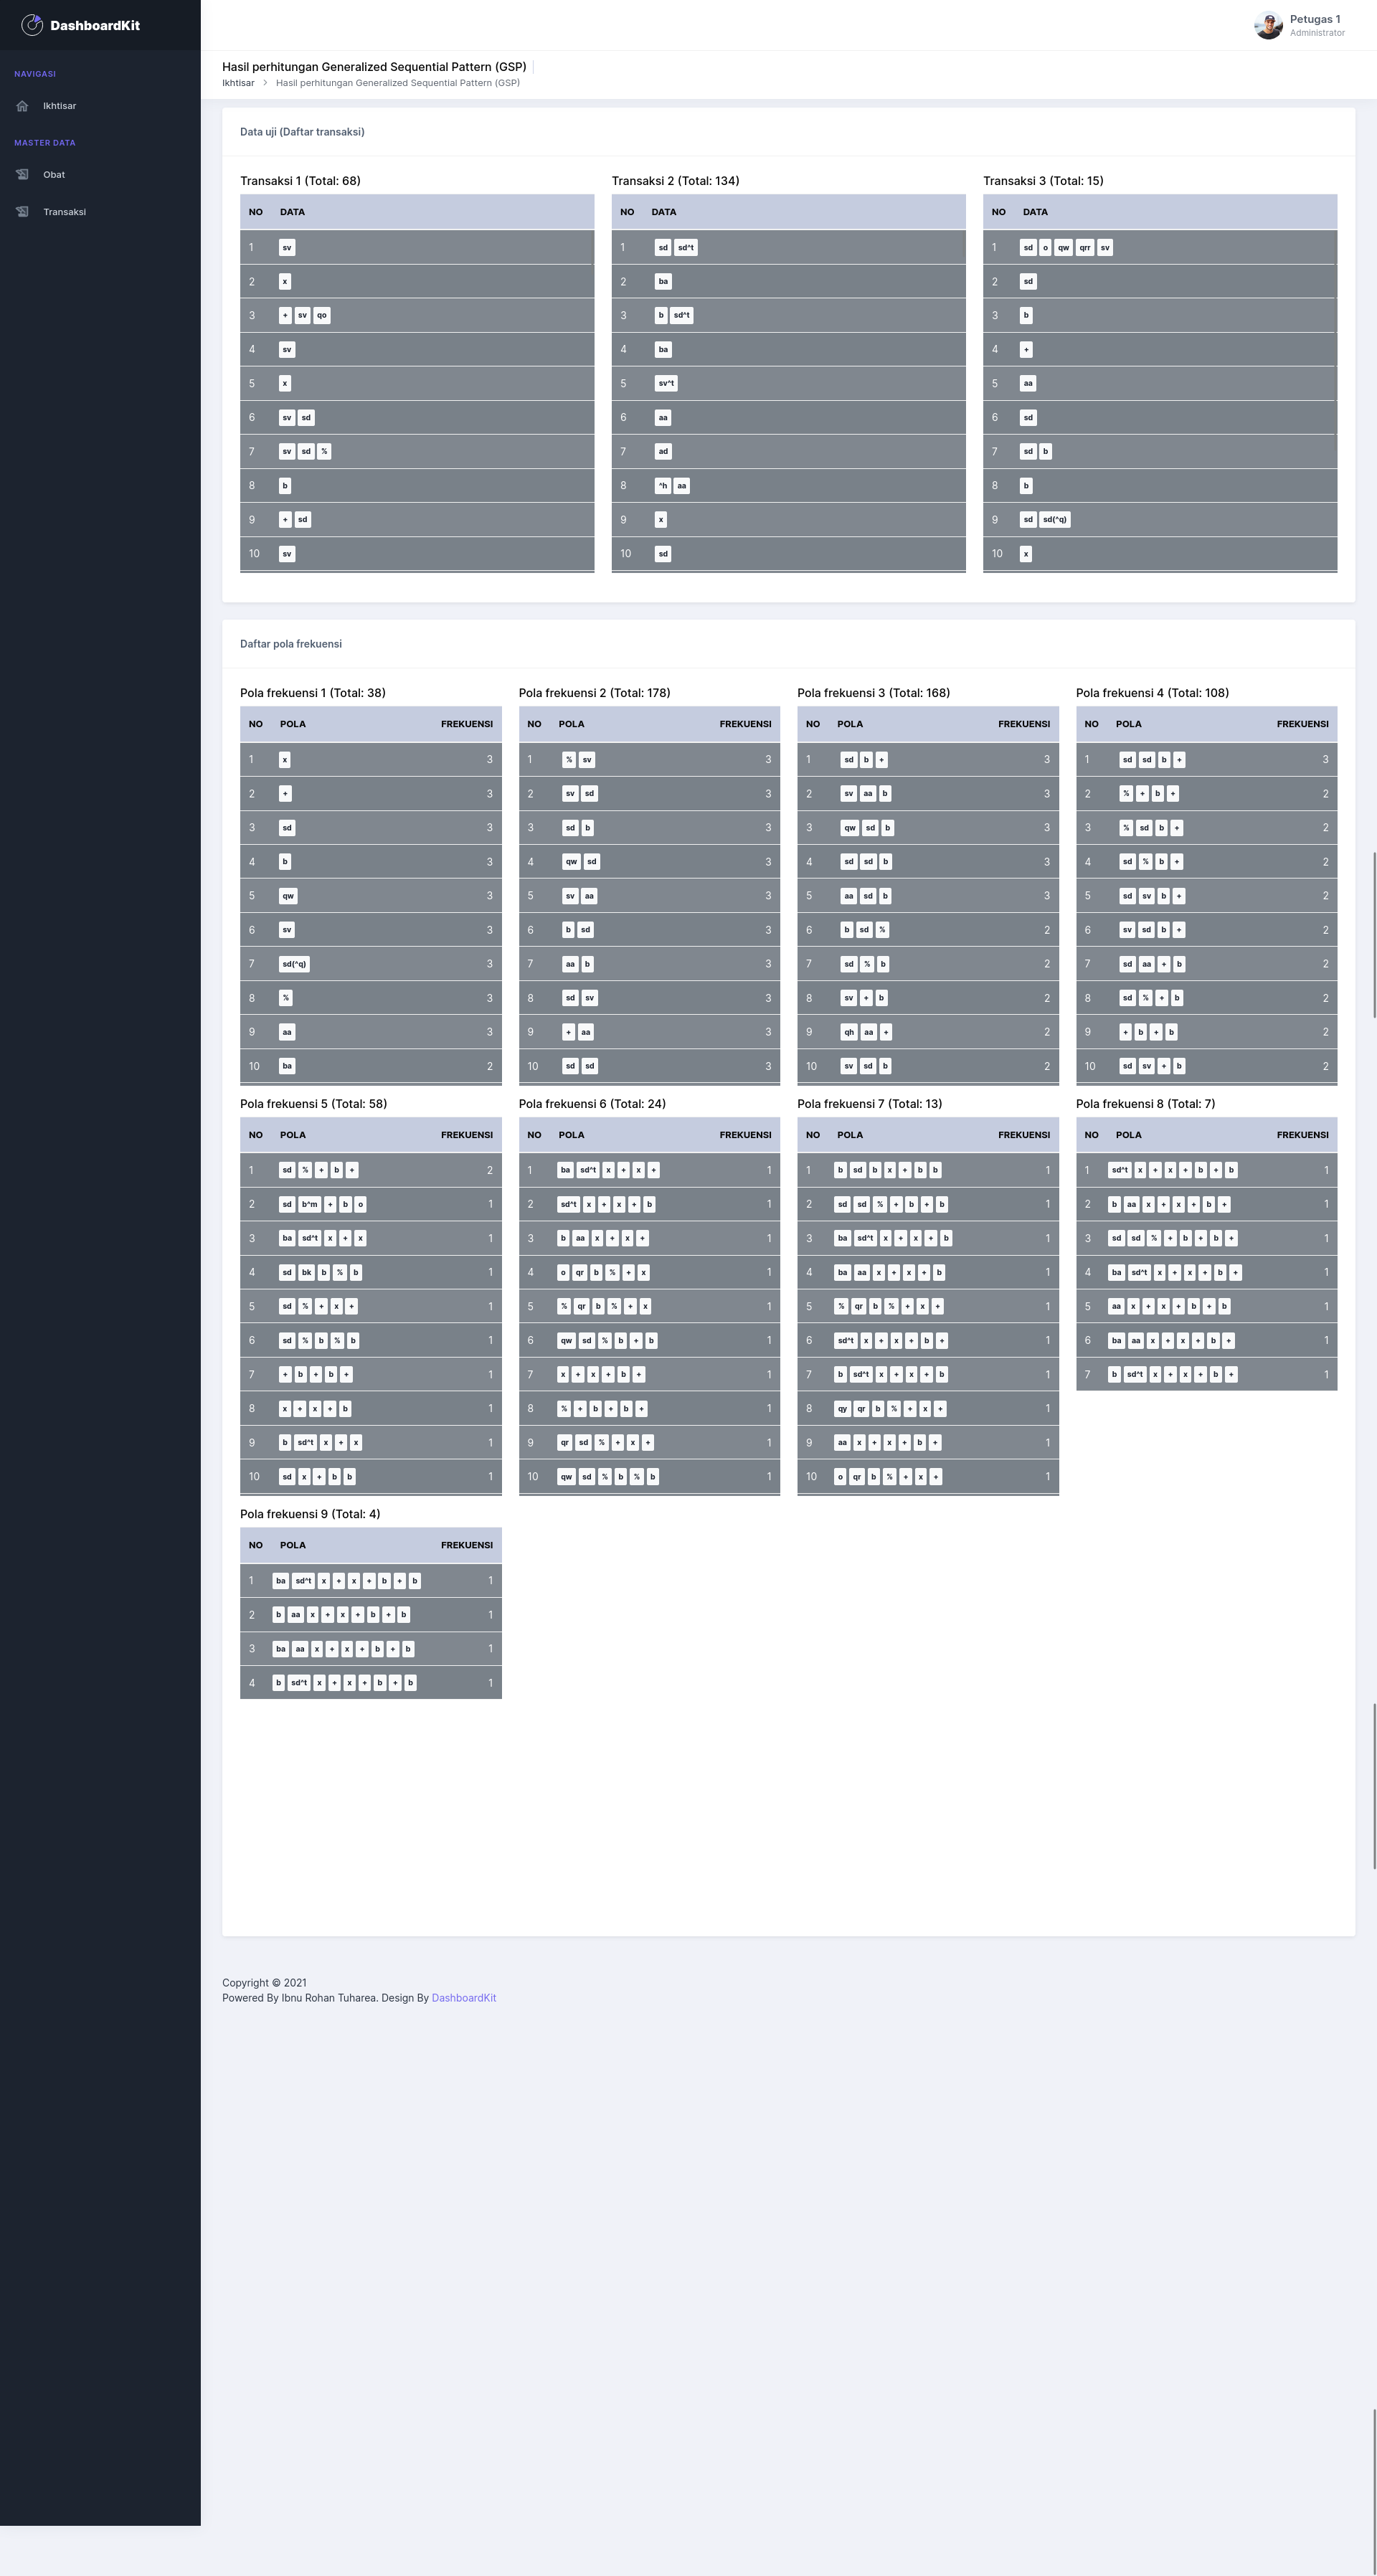 DashboardKit
Petugas 1
Administrator
NAVIGASI
Ikhtisar
MASTER DATA
Obat
Transaksi
Hasil perhitungan Generalized Sequential Pattern (GSP)
Ikhtisar > Hasil perhitungan Generalized Sequential Pattern (GSP)
Data uji (Daftar transaksi)
Transaksi 1 (Total: 68)
NO DATA
1 sv
2 x
3 + sv qo
4 sv
5 x
6 sv sd
7 sv sd %
8 b
9 + sd
10 sv
Transaksi 2 (Total: 134)
NO DATA
1 sd sd^t
2 ba
3 b sd^t
4 ba
5 sv^t
6 aa
7 ad
8 ^h aa
9 x
10 sd
Transaksi 3 (Total: 15)
NO DATA
1 sd o qw qrr sv
2 sd
3 b
4 +
5 aa
6 sd
7 sd b
8 b
9 sd sd(^q)
10 x
Daftar pola frekuensi
Pola frekuensi 1 (Total: 38)
NO POLA FREKUENSI
1 x 3
2 + 3
3 sd 3
4 b 3
5 qw 3
6 sv 3
7 sd(^q) 3
8 % 3
9 aa 3
10 ba 2
Pola frekuensi 2 (Total: 178)
NO POLA FREKUENSI
1 % sv 3
2 sv sd 3
3 sd b 3
4 qw sd 3
5 sv aa 3
6 b sd 3
7 aa b 3
8 sd sv 3
9 + aa 3
10 sd sd 3
Pola frekuensi 3 (Total: 168)
NO POLA FREKUENSI
1 sd b + 3
2 sv aa b 3
3 qw sd b 3
4 sd sd b 3
5 aa sd b 3
6 b sd % 2
7 sd % b 2
8 sv + b 2
9 qh aa + 2
10 sv sd b 2
Pola frekuensi 4 (Total: 108)
NO POLA FREKUENSI
1 sd sd b + 3
2 % + b + 2
3 % sd b + 2
4 sd % b + 2
5 sd sv b + 2
6 sv sd b + 2
7 sd aa + b 2
8 sd % + b 2
9 + b + b 2
10 sd sv + b 2
Pola frekuensi 5 (Total: 58)
NO POLA FREKUENSI
1 sd % + b + 2
2 sd b^m + b o 1
3 ba sd^t x + x 1
4 sd bk b % b 1
5 sd % + x + 1
6 sd % b % b 1
7 + b + b + 1
8 x + x + b 1
9 b sd^t x + x 1
10 sd x + b b 1
Pola frekuensi 6 (Total: 24)
NO POLA FREKUENSI
1 ba sd^t x + x + 1
2 sd^t x + x + b 1
3 b aa x + x + 1
4 o qr b % + x 1
5 % qr b % + x 1
6 qw sd % b + b 1
7 x + x + b + 1
8 % + b + b + 1
9 qr sd % + x + 1
10 qw sd % b % b 1
Pola frekuensi 7 (Total: 13)
NO POLA FREKUENSI
1 b sd b x + b b 1
2 sd sd % + b + b 1
3 ba sd^t x + x + b 1
4 ba aa x + x + b 1
5 % qr b % + x + 1
6 sd^t x + x + b + 1
7 b sd^t x + x + b 1
8 qy qr b % + x + 1
9 aa x + x + b + 1
10 o qr b % + x + 1
Pola frekuensi 8 (Total: 7)
NO POLA FREKUENSI
1 sd^t x + x + b + b 1
2 b aa x + x + b + 1
3 sd sd % + b + b + 1
4 ba sd^t x + x + b + 1
5 aa x + x + b + b 1
6 ba aa x + x + b + 1
7 b sd^t x + x + b + 1
Pola frekuensi 9 (Total: 4)
NO POLA FREKUENSI
1 ba sd^t x + x + b + b 1
2 b aa x + x + b + b 1
3 ba aa x + x + b + b 1
4 b sd^t x + x + b + b 1
Copyright © 2021
Powered By Ibnu Rohan Tuharea. Design By DashboardKit